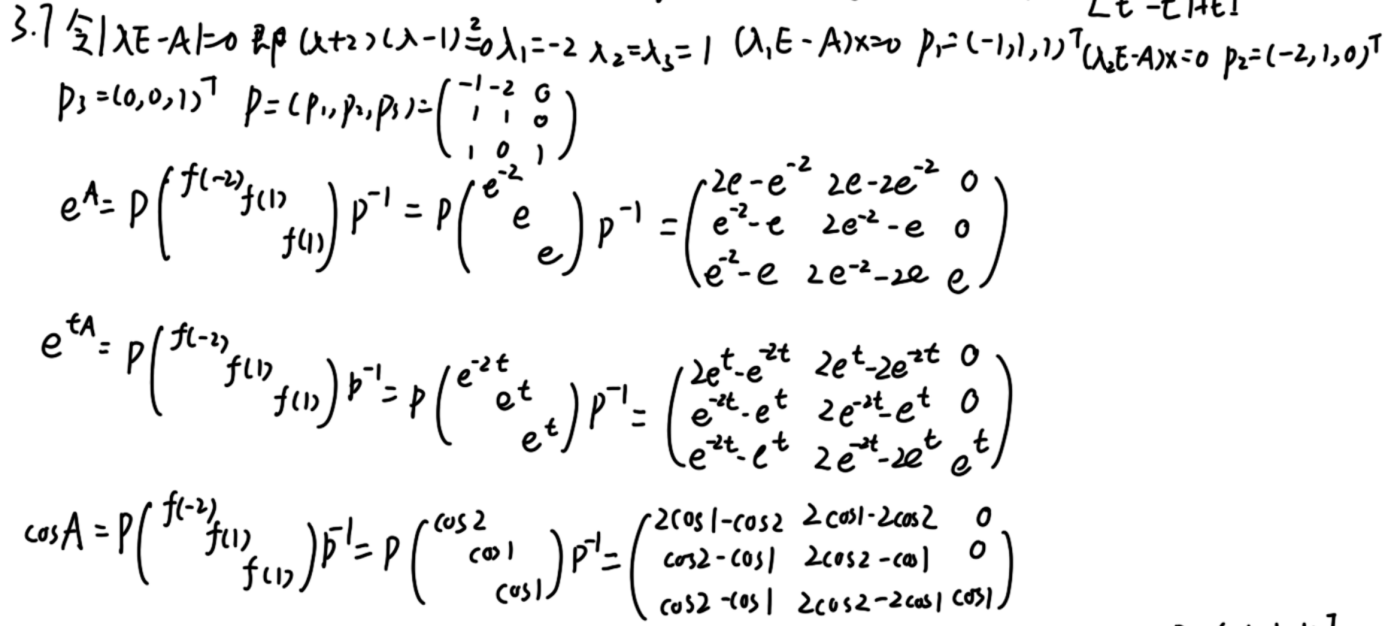 [t -t 1+t]
3.7 令|λE-A|=0 即 (λ+2)(λ-1)²=0 λ₁=-2 λ₂=λ₃=1 (λ₁E-A)x=0 p₁=(-1,1,1)ᵀ (λ₂E-A)x=0 p₂=(-2,1,0)ᵀ
p₃=(0,0,1)ᵀ P=(p₁,p₂,p₃)=(-1 -2 0
1 1 0
1 0 1)
e^A=P(f(-2) f(1) f(1))P⁻¹=P(e⁻² e e)P⁻¹=(2e-e⁻² 2e-2e⁻² 0
e⁻²-e 2e⁻²-e 0
e⁻²-e 2e⁻²-2e e)
e^{tA}=P(f(-2) f(1) f(1))P⁻¹=P(e^{-2t} e^t e^t)P⁻¹=(2e^t-e^{-2t} 2e^t-2e^{-2t} 0
e^{-2t}-e^t 2e^{-2t}-e^t 0
e^{-2t}-e^t 2e^{-2t}-2e^t e^t)
cosA=P(f(-2) f(1) f(1))P⁻¹=P(cos2 cos1 cos1)P⁻¹=(2cos1-cos2 2cos1-2cos2 0
cos2-cos1 2cos2-cos1 0
cos2-cos1 2cos2-2cos1 cos1)